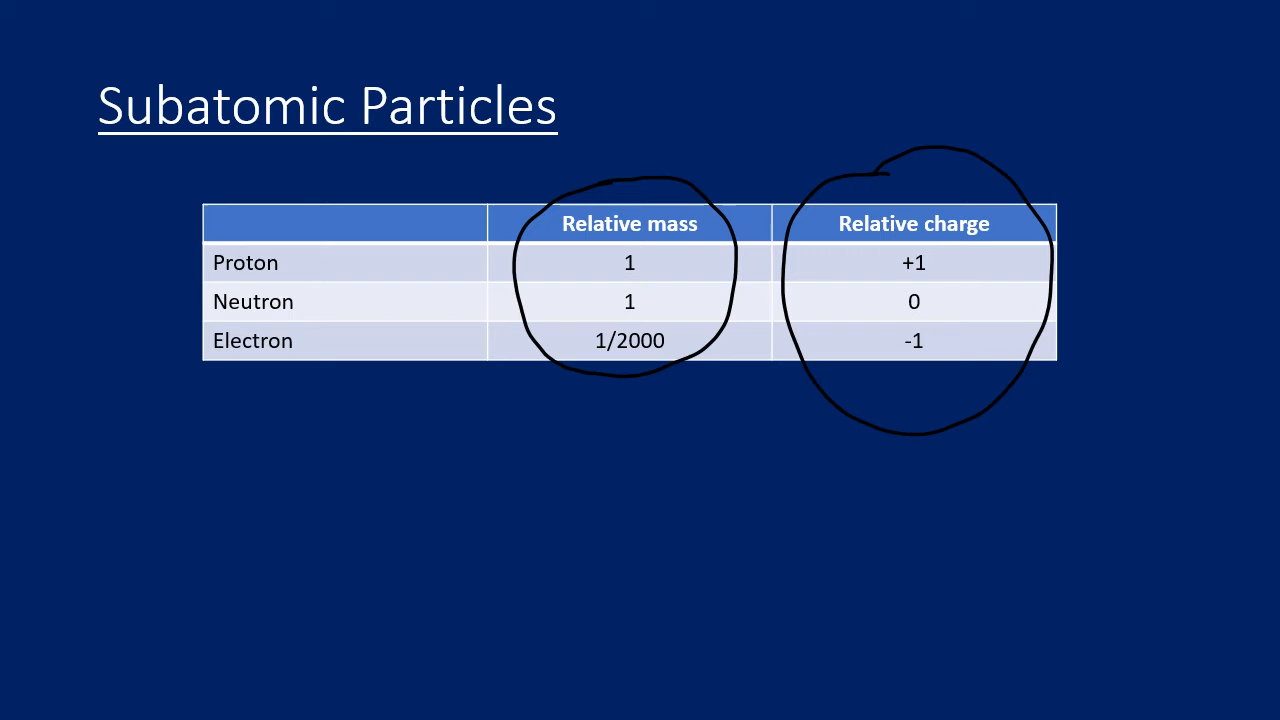 Subatomic Particles
Relative mass Relative charge
Proton 1 +1
Neutron 1 0
Electron 1/2000 -1